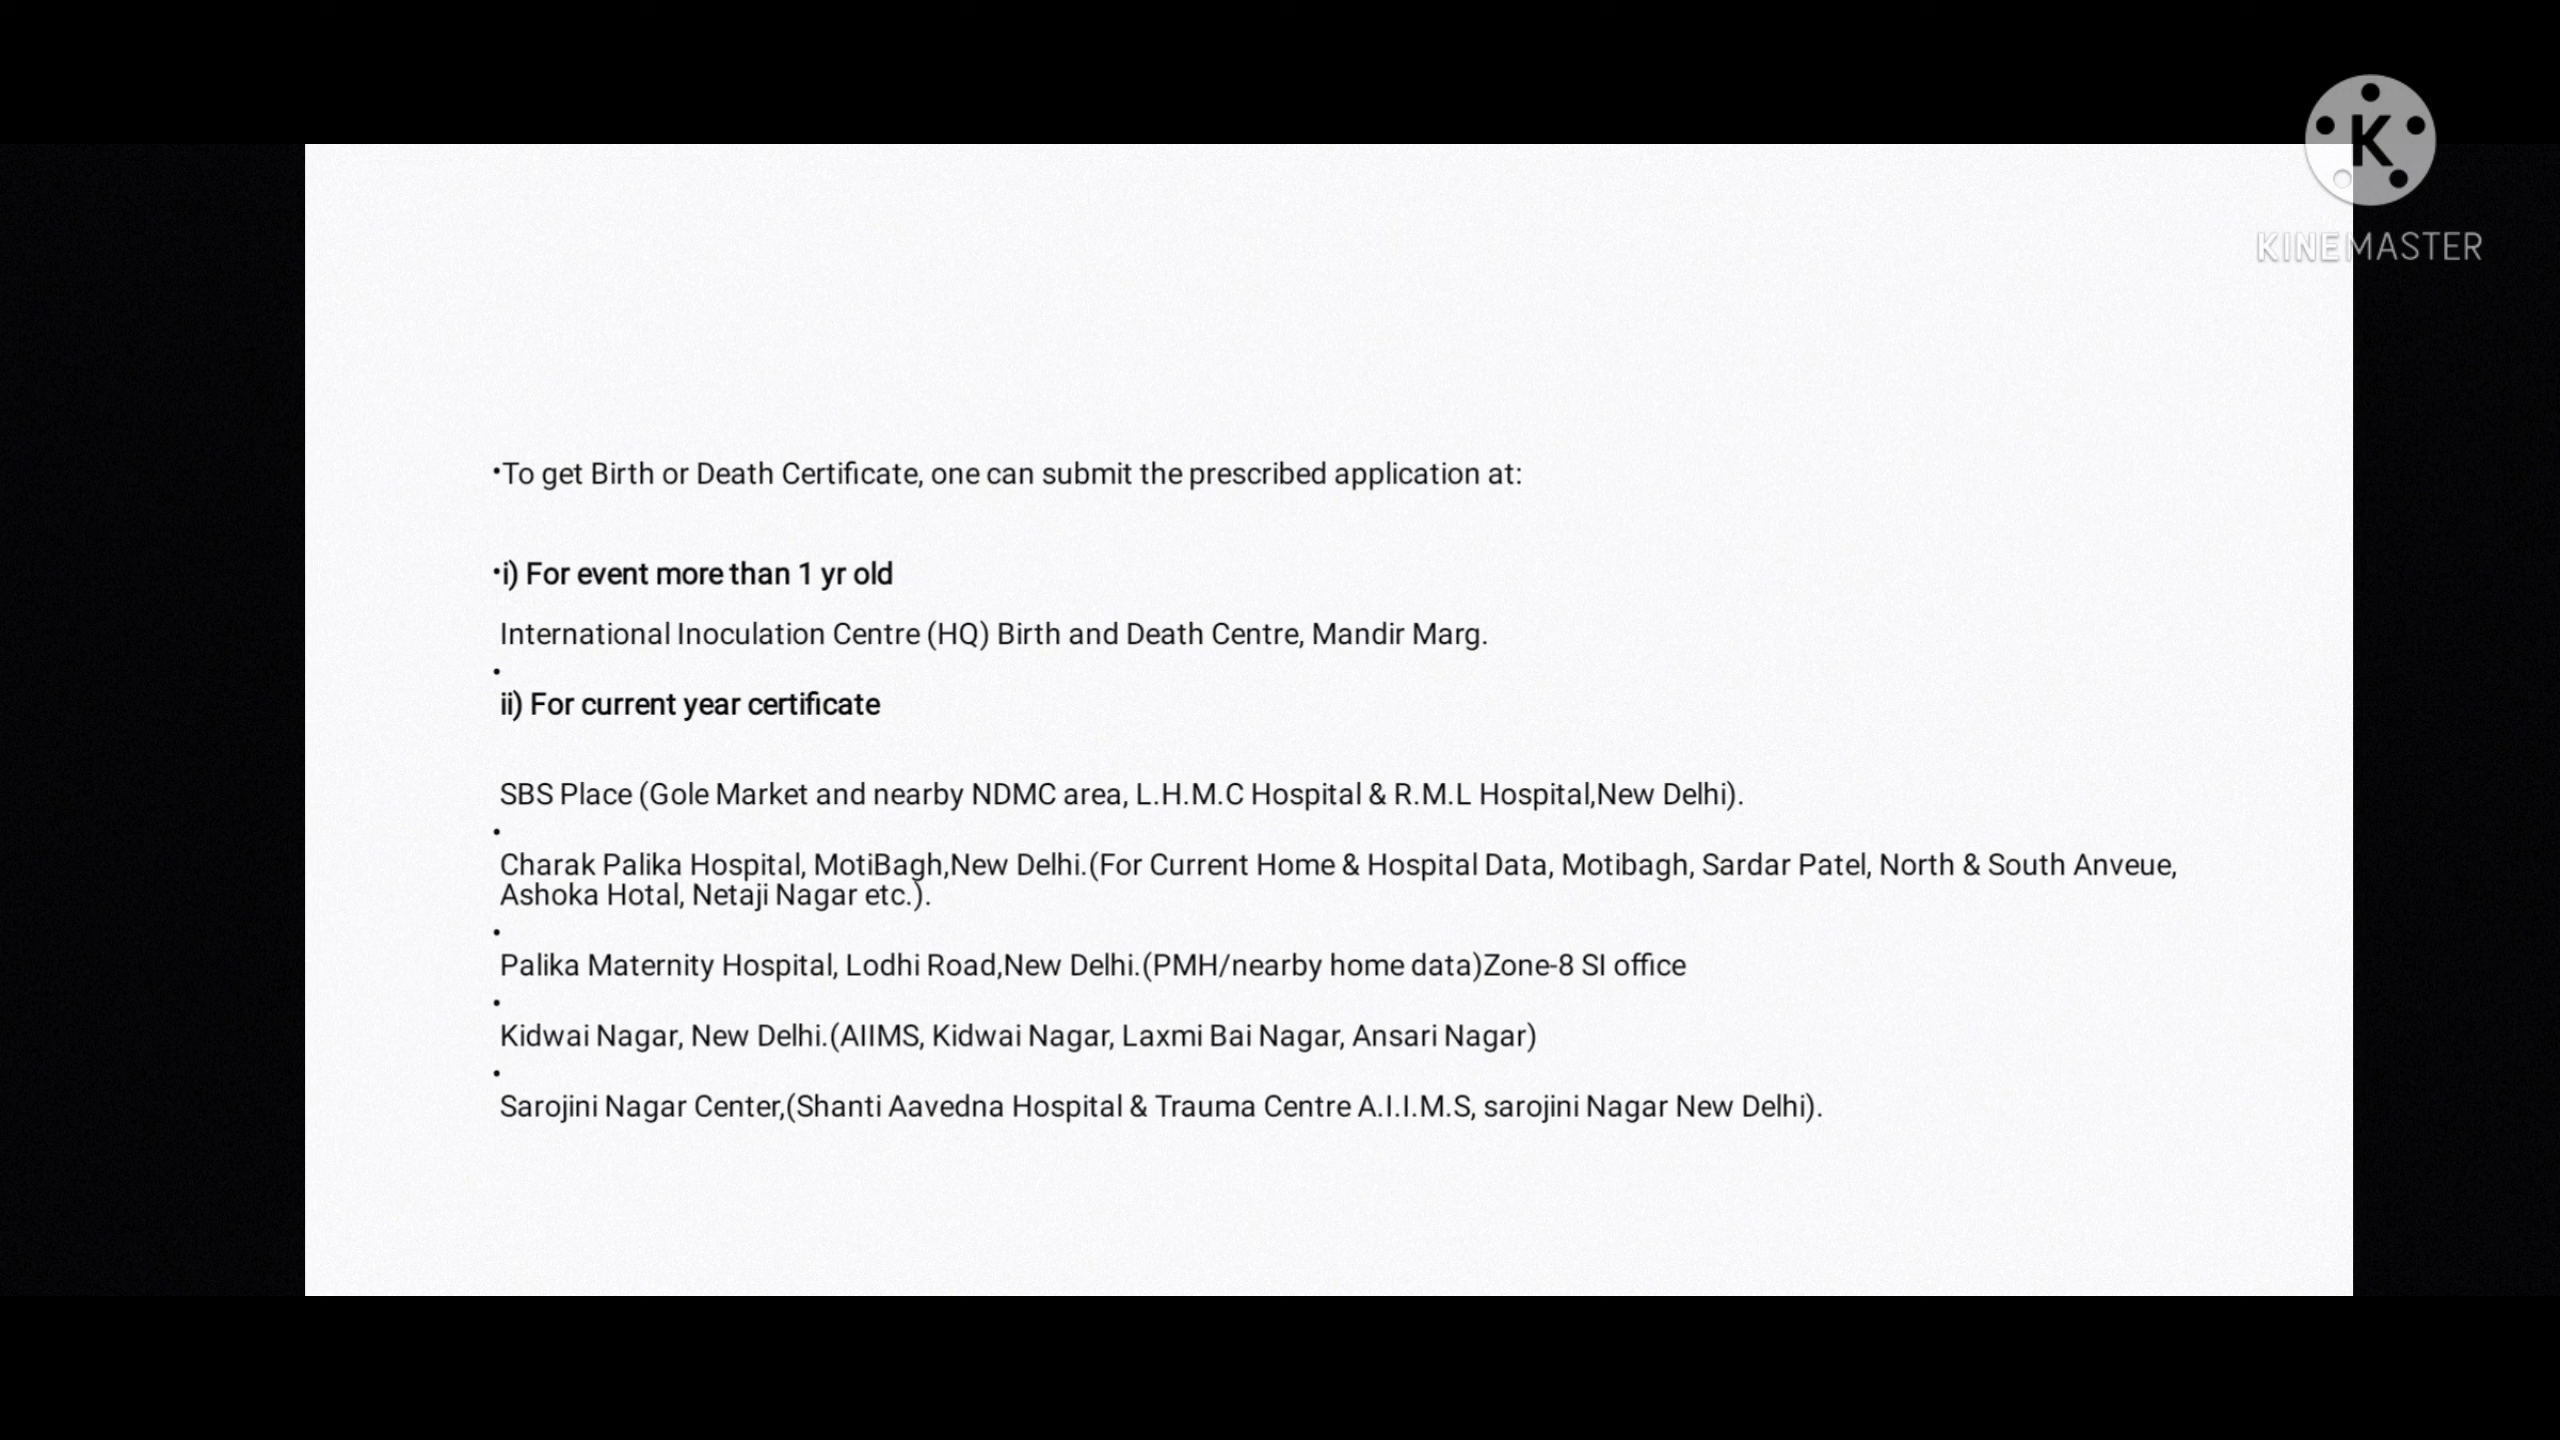 K
KINEMASTER
•To get Birth or Death Certificate, one can submit the prescribed application at:
•i) For event more than 1 yr old
International Inoculation Centre (HQ) Birth and Death Centre, Mandir Marg.
•
ii) For current year certificate
SBS Place (Gole Market and nearby NDMC area, L.H.M.C Hospital & R.M.L Hospital,New Delhi).
•
Charak Palika Hospital, MotiBagh,New Delhi.(For Current Home & Hospital Data, Motibagh, Sardar Patel, North & South Anveue,
Ashoka Hotal, Netaji Nagar etc.).
•
Palika Maternity Hospital, Lodhi Road,New Delhi.(PMH/nearby home data)Zone-8 SI office
•
Kidwai Nagar, New Delhi.(AIIMS, Kidwai Nagar, Laxmi Bai Nagar, Ansari Nagar)
•
Sarojini Nagar Center,(Shanti Aavedna Hospital & Trauma Centre A.I.I.M.S, sarojini Nagar New Delhi).